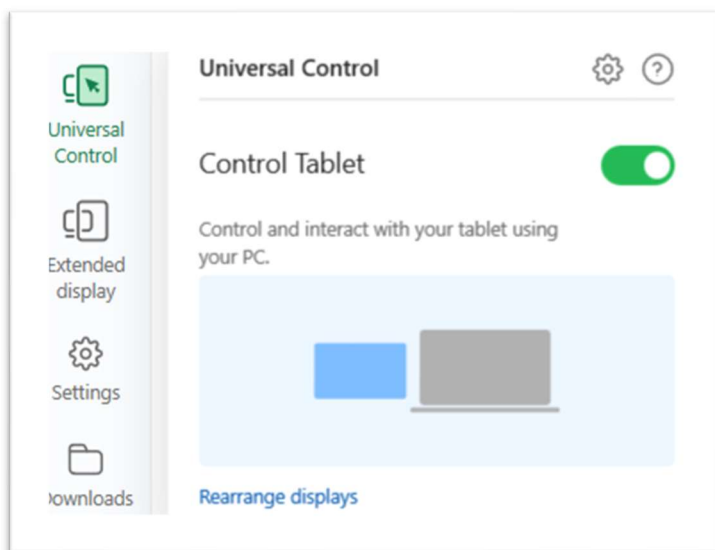 Universal
Control
Extended
display
Settings
Downloads
Universal Control
Control Tablet
Control and interact with your tablet using
your PC.
Rearrange displays